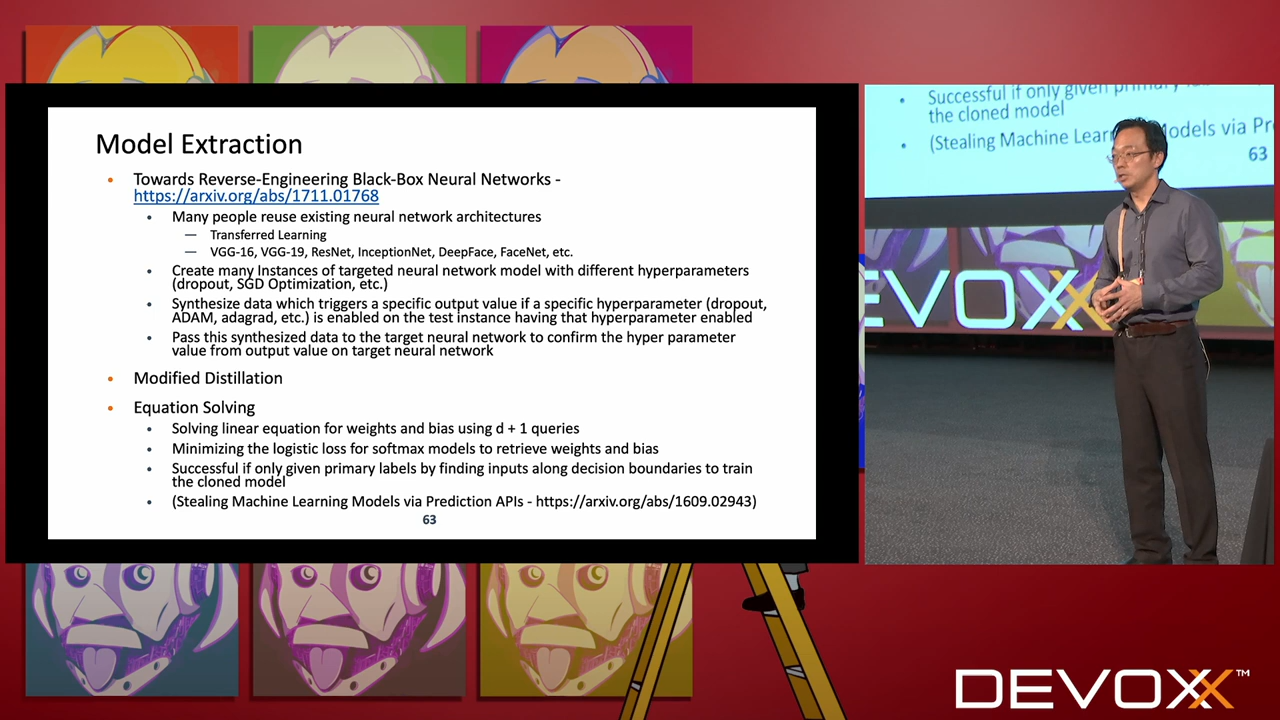 Model Extraction
• Towards Reverse-Engineering Black-Box Neural Networks -
https://arxiv.org/abs/1711.01768
• Many people reuse existing neural network architectures
— Transferred Learning
— VGG-16, VGG-19, ResNet, InceptionNet, DeepFace, FaceNet, etc.
• Create many Instances of targeted neural network model with different hyperparameters
(dropout, SGD Optimization, etc.)
• Synthesize data which triggers a specific output value if a specific hyperparameter (dropout,
ADAM, adagrad, etc.) is enabled on the test instance having that hyperparameter enabled
• Pass this synthesized data to the target neural network to confirm the hyper parameter
value from output value on target neural network
• Modified Distillation
• Equation Solving
• Solving linear equation for weights and bias using d + 1 queries
• Minimizing the logistic loss for softmax models to retrieve weights and bias
• Successful if only given primary labels by finding inputs along decision boundaries to train
the cloned model
• (Stealing Machine Learning Models via Prediction APIs - https://arxiv.org/abs/1609.02943)
63
• Successful if only given primary
the cloned model
• (Stealing Machine Lear Models via Pr
63
EVOXX
DEVOXX™